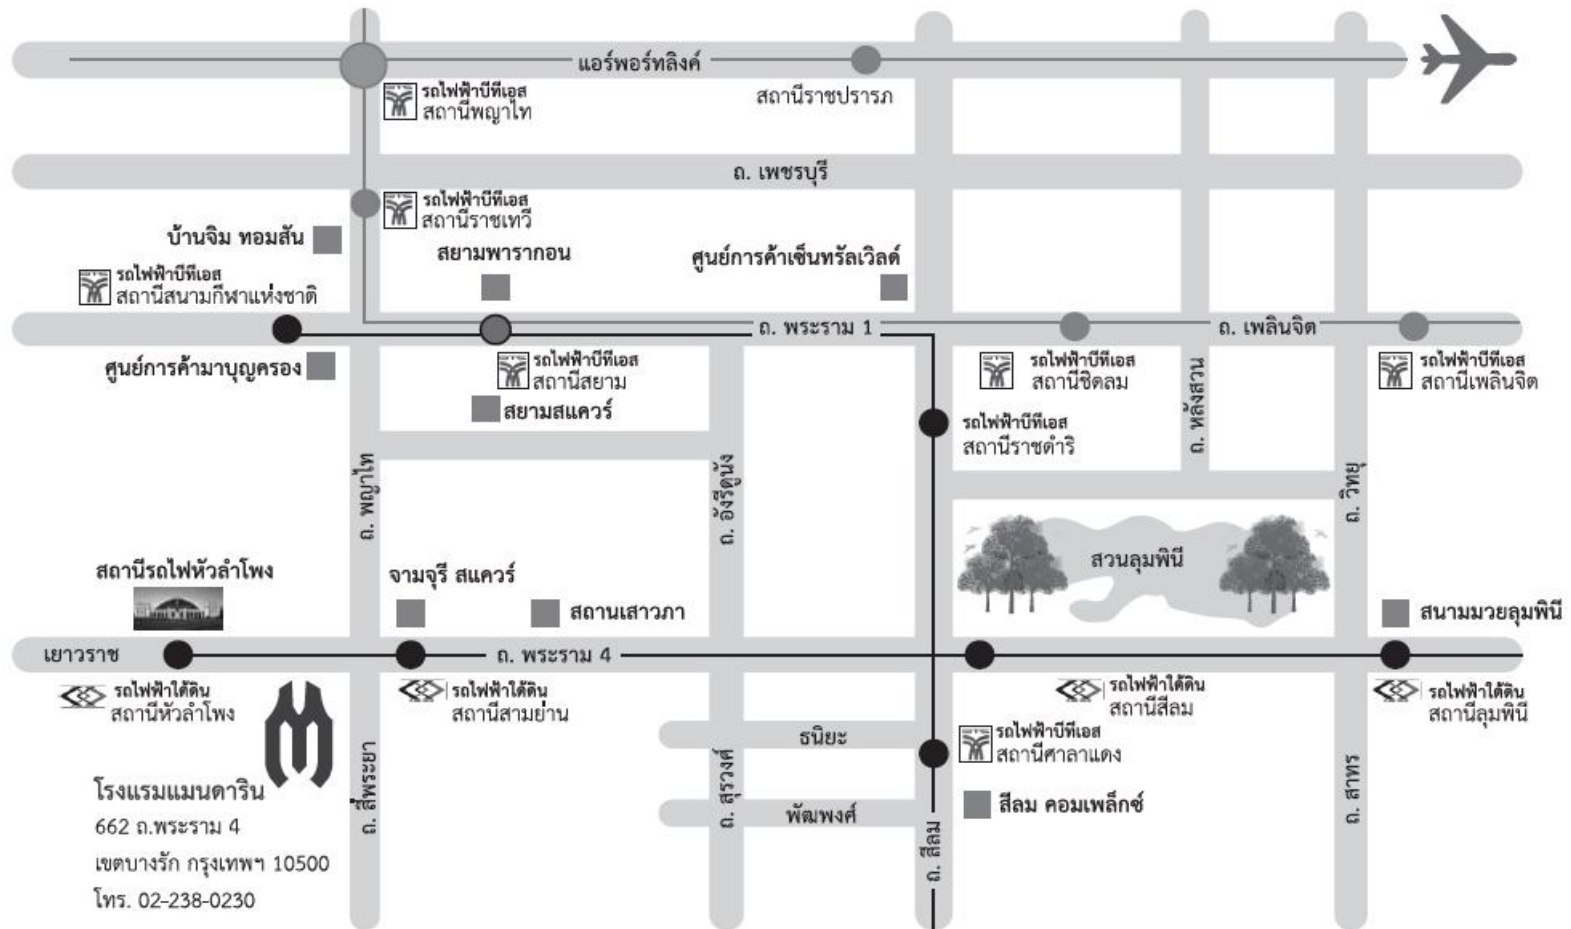 แอร์พอร์ทลิงค์
รถไฟฟ้าบีทีเอส
สถานีพญาไท
สถานีราชปรารภ
ถ. เพชรบุรี
รถไฟฟ้าบีทีเอส
สถานีราชเทวี
บ้านจิม ทอมสัน
สยามพารากอน
ศูนย์การค้าเซ็นทรัลเวิลด์
รถไฟฟ้าบีทีเอส
สถานีสนามกีฬาแห่งชาติ
ถ. พระราม 1
ถ. เพลินจิต
ศูนย์การค้ามาบุญครอง
รถไฟฟ้าบีทีเอส
สถานีสยาม
รถไฟฟ้าบีทีเอส
สถานีชิดลม
รถไฟฟ้าบีทีเอส
สถานีเพลินจิต
สยามสแควร์
ถ. หลังสวน
รถไฟฟ้าบีทีเอส
สถานีราชดำริ
ถ. พญาไท
ถ. อังรีดูนัง
ถ. วิทยุ
สวนลุมพินี
สถานีรถไฟหัวลำโพง
จามจุรี สแควร์
สถานเสาวภา
สนามมวยลุมพินี
เยาวราช
ถ. พระราม 4
รถไฟฟ้าใต้ดิน
สถานีหัวลำโพง
รถไฟฟ้าใต้ดิน
สถานีสามย่าน
รถไฟฟ้าใต้ดิน
สถานีสีลม
รถไฟฟ้าใต้ดิน
สถานีลุมพินี
ธนิยะ
รถไฟฟ้าบีทีเอส
สถานีศาลาแดง
ถ. สี่พระยา
ถ. สุรวงศ์
ถ. สาทร
พัฒพงศ์
สีลม คอมเพล็กซ์
ถ. สีลม
โรงแรมแมนดาริน
662 ถ.พระราม 4
เขตบางรัก กรุงเทพฯ 10500
โทร. 02-238-0230